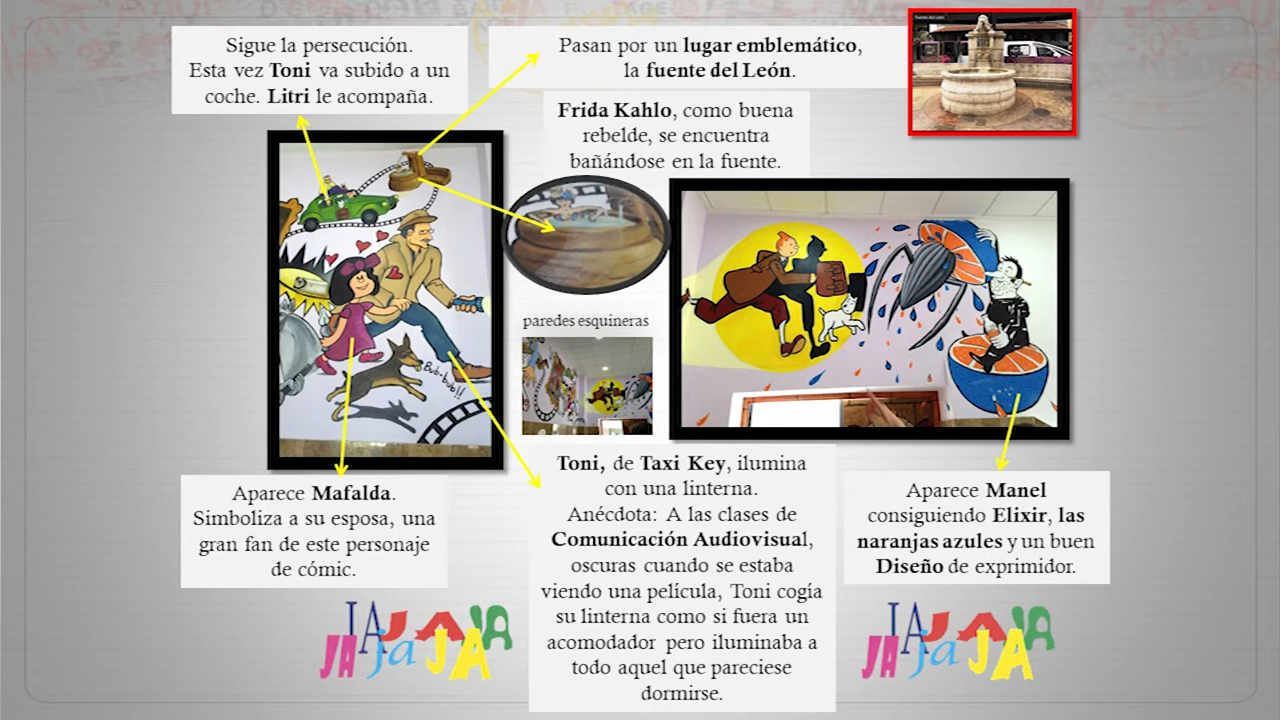 Sigue la persecución.
Esta vez Toni va subido a un
coche. Litri le acompaña.
Pasan por un lugar emblemático,
la fuente del León.
Fuente del León
Frida Kahlo, como buena
rebelde, se encuentra
bañándose en la fuente.
paredes esquineras
Bub-bub!!
Aparece Mafalda.
Simboliza a su esposa, una
gran fan de este personaje
de cómic.
Toni, de Taxi Key, ilumina
con una linterna.
Anécdota: A las clases de
Comunicación Audiovisual,
oscuras cuando se estaba
viendo una película, Toni cogía
su linterna como si fuera un
acomodador pero iluminaba a
todo aquel que pareciese
dormirse.
Aparece Manel
consiguiendo Elixir, las
naranjas azules y un buen
Diseño de exprimidor.
JA JA JA JA JA JA
JA JA JA JA JA JA